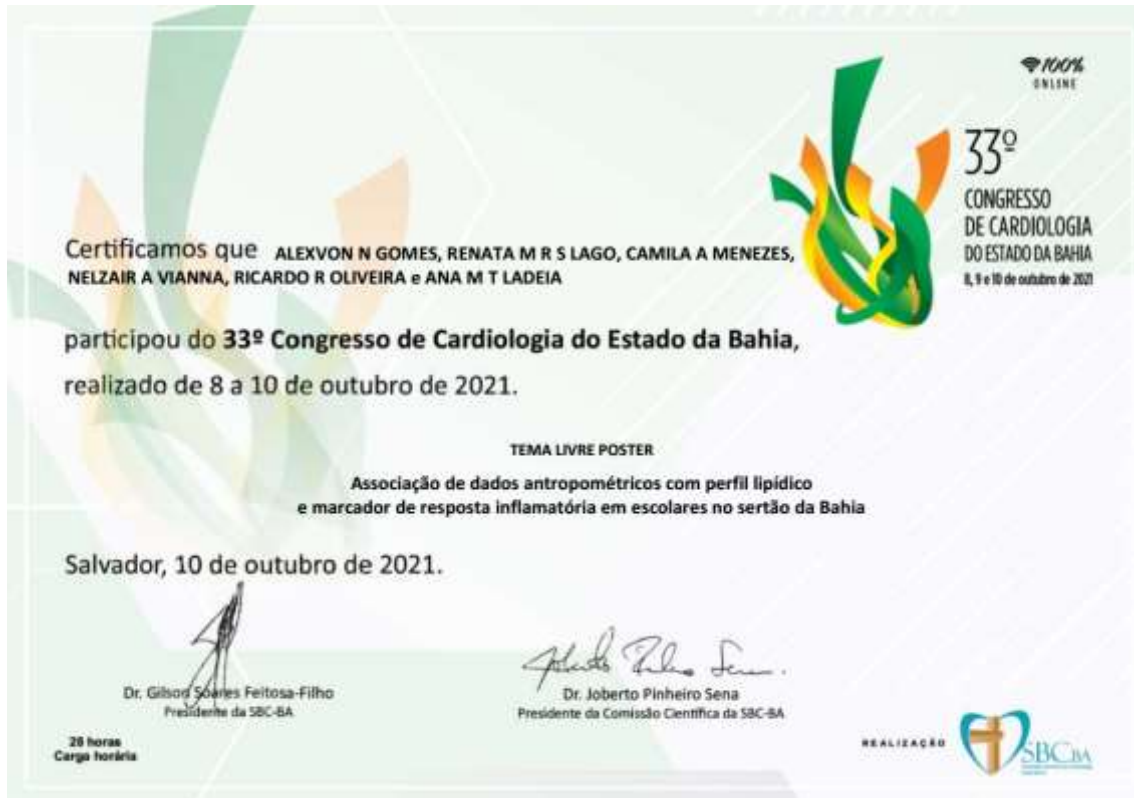 100%
ONLINE
33º
CONGRESSO
DE CARDIOLOGIA
DO ESTADO DA BAHIA
8, 9 e 10 de outubro de 2021
Certificamos que ALEXVON N GOMES, RENATA M R S LAGO, CAMILA A MENEZES,
NELZAIR A VIANNA, RICARDO R OLIVEIRA e ANA M T LADEIA
participou do 33º Congresso de Cardiologia do Estado da Bahia,
realizado de 8 a 10 de outubro de 2021.
TEMA LIVRE POSTER
Associação de dados antropométricos com perfil lipídico
e marcador de resposta inflamatória em escolares no sertão da Bahia
Salvador, 10 de outubro de 2021.
Dr. Gilson Soares Feitosa-Filho
Presidente da SBC-BA
Dr. Joberto Pinheiro Sena
Presidente da Comissão Científica da SBC-BA
28 horas
Carga horária
REALIZAÇÃO
SBCBA